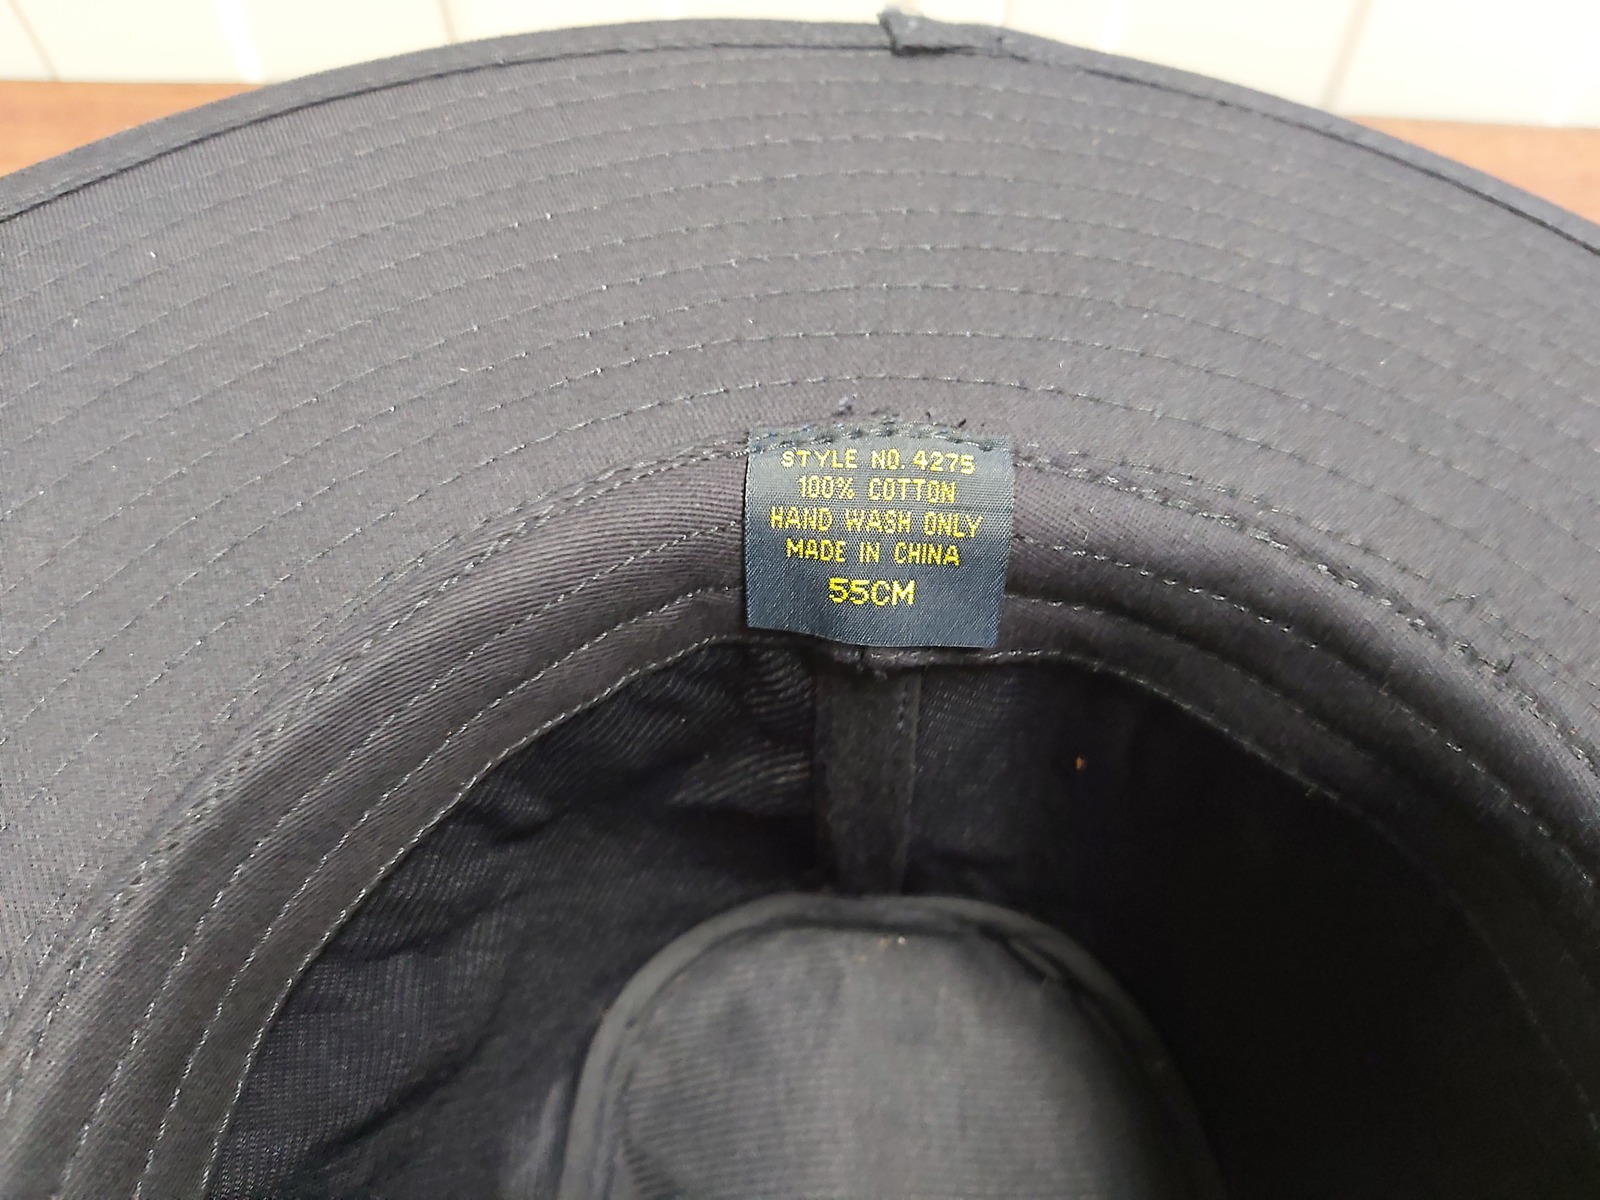 STYLE NO. 4275
100% COTTON
HAND WASH ONLY
MADE IN CHINA
55CM